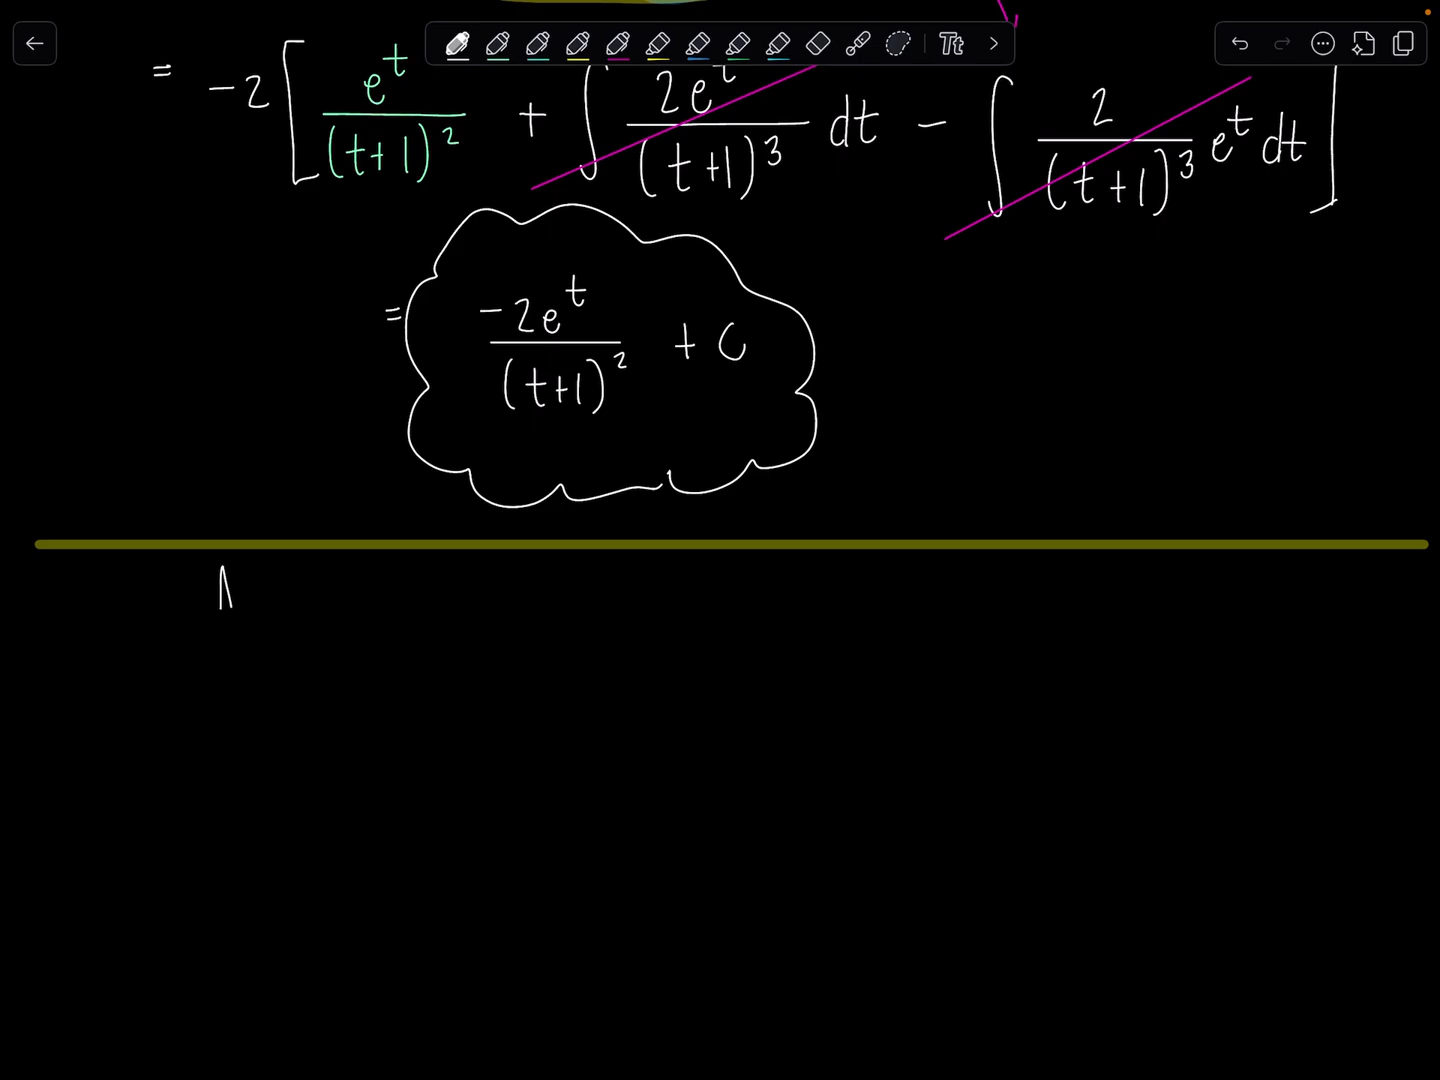 = -2 [ e^t / (t+1)^2 + ∫ 2e^t / (t+1)^3 dt - ∫ 2 / (t+1)^3 e^t dt ]
= -2e^t / (t+1)^2 + C
Tt